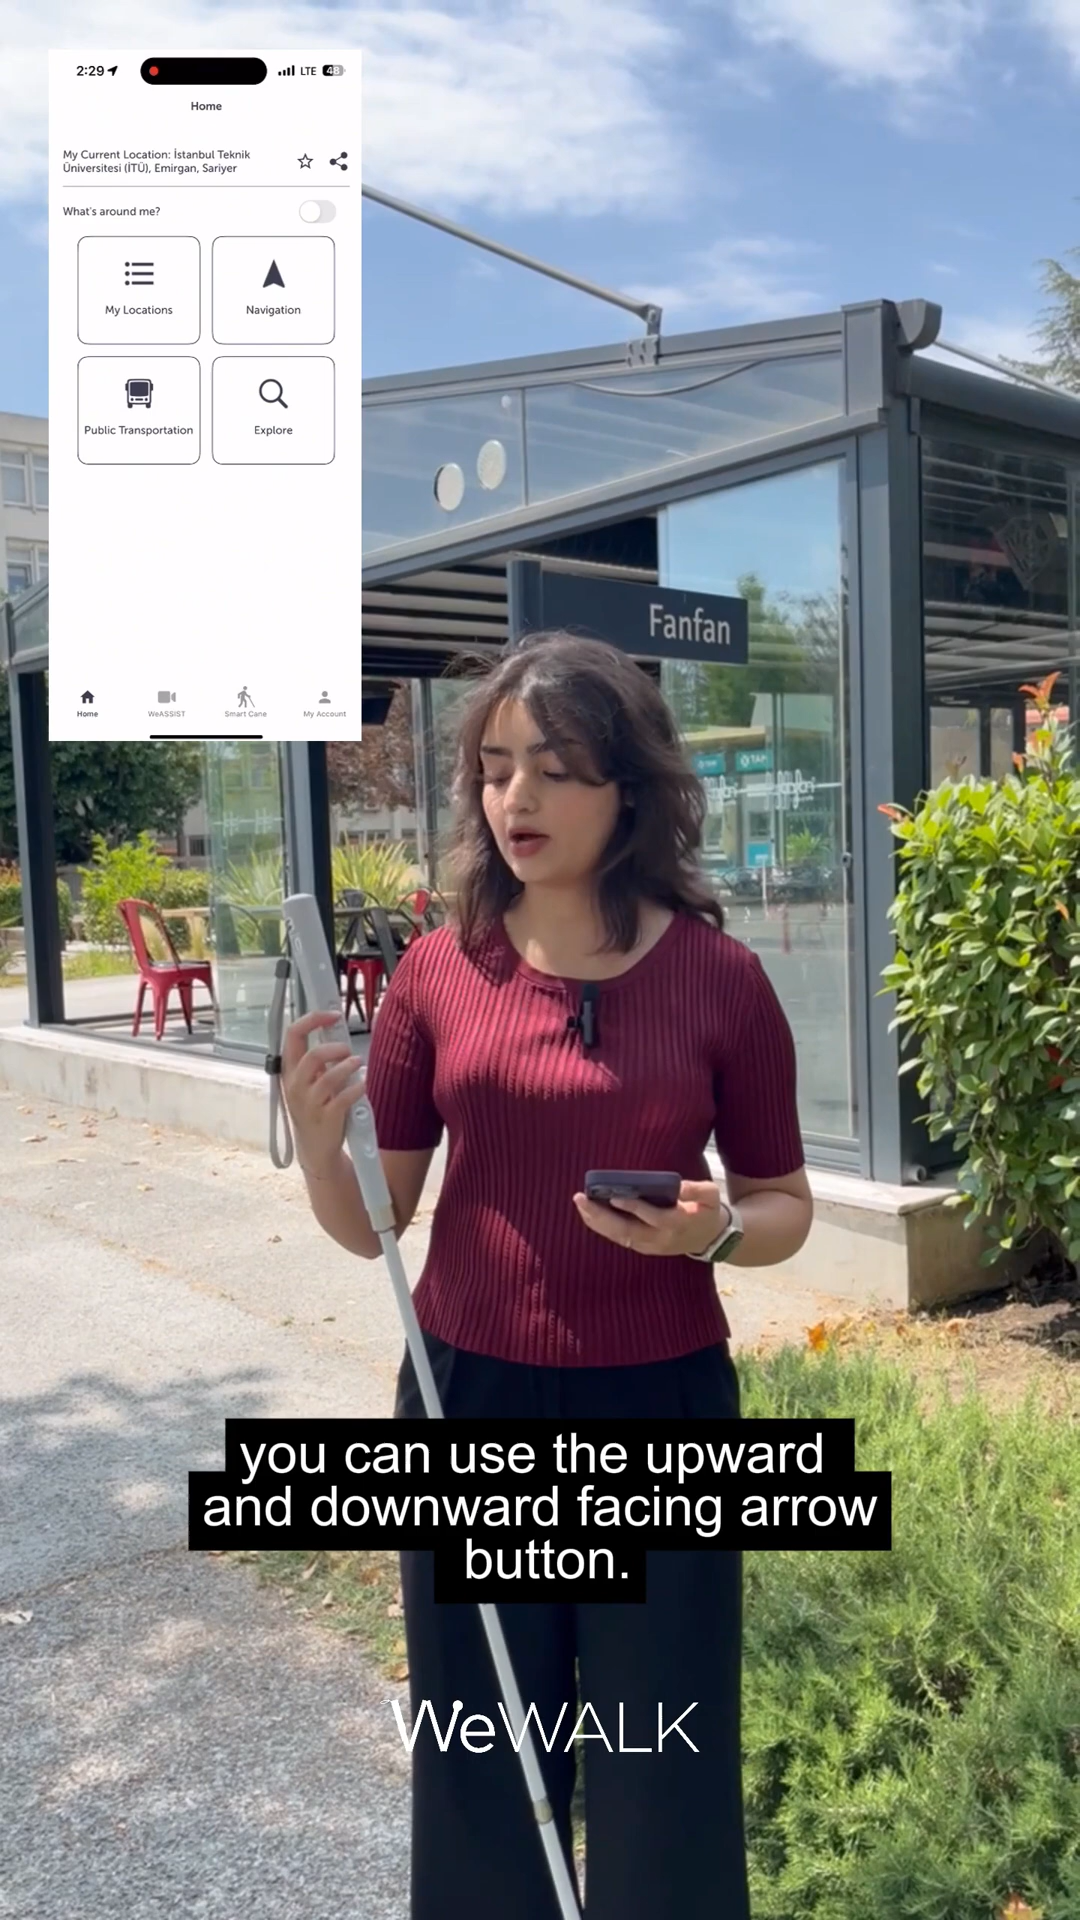 2:29
LTE
48
Home
My Current Location: İstanbul Teknik
Üniversitesi (İTÜ), Emirgan, Sariyer
What's around me?
My Locations
Navigation
Public Transportation
Explore
Home
WeASSIST
Smart Cane
My Account
Fanfan
you can use the upward
and downward facing arrow
button.
WeWALK